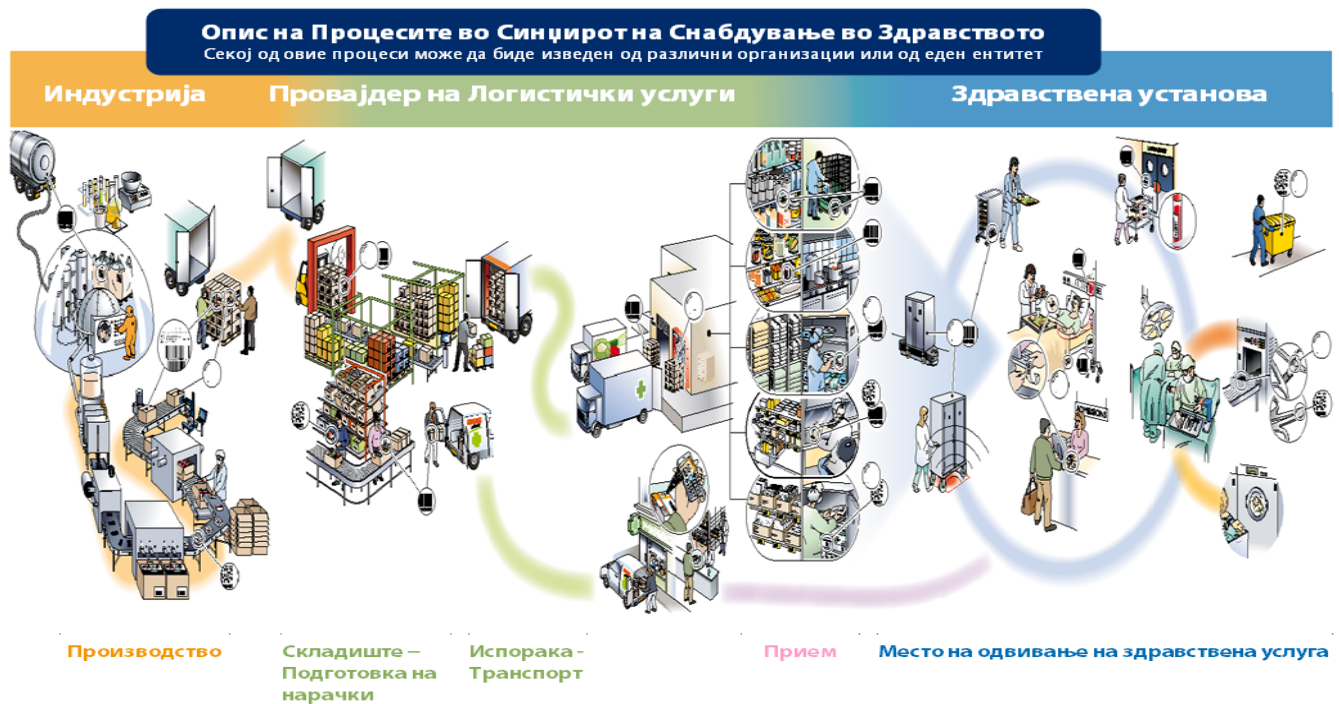 Опис на Процесите во Синџирот на Снабдување во Здравството
Секој од овие процеси може да биде изведен од различни организации или од еден ентитет
Индустрија
Провајдер на Логистички услуги
Здравствена установа
ADMISSIONS
Производство
Складиште –
Подготовка на
нарачки
Испорака -
Транспорт
Прием
Место на одвивање на здравствена услуга